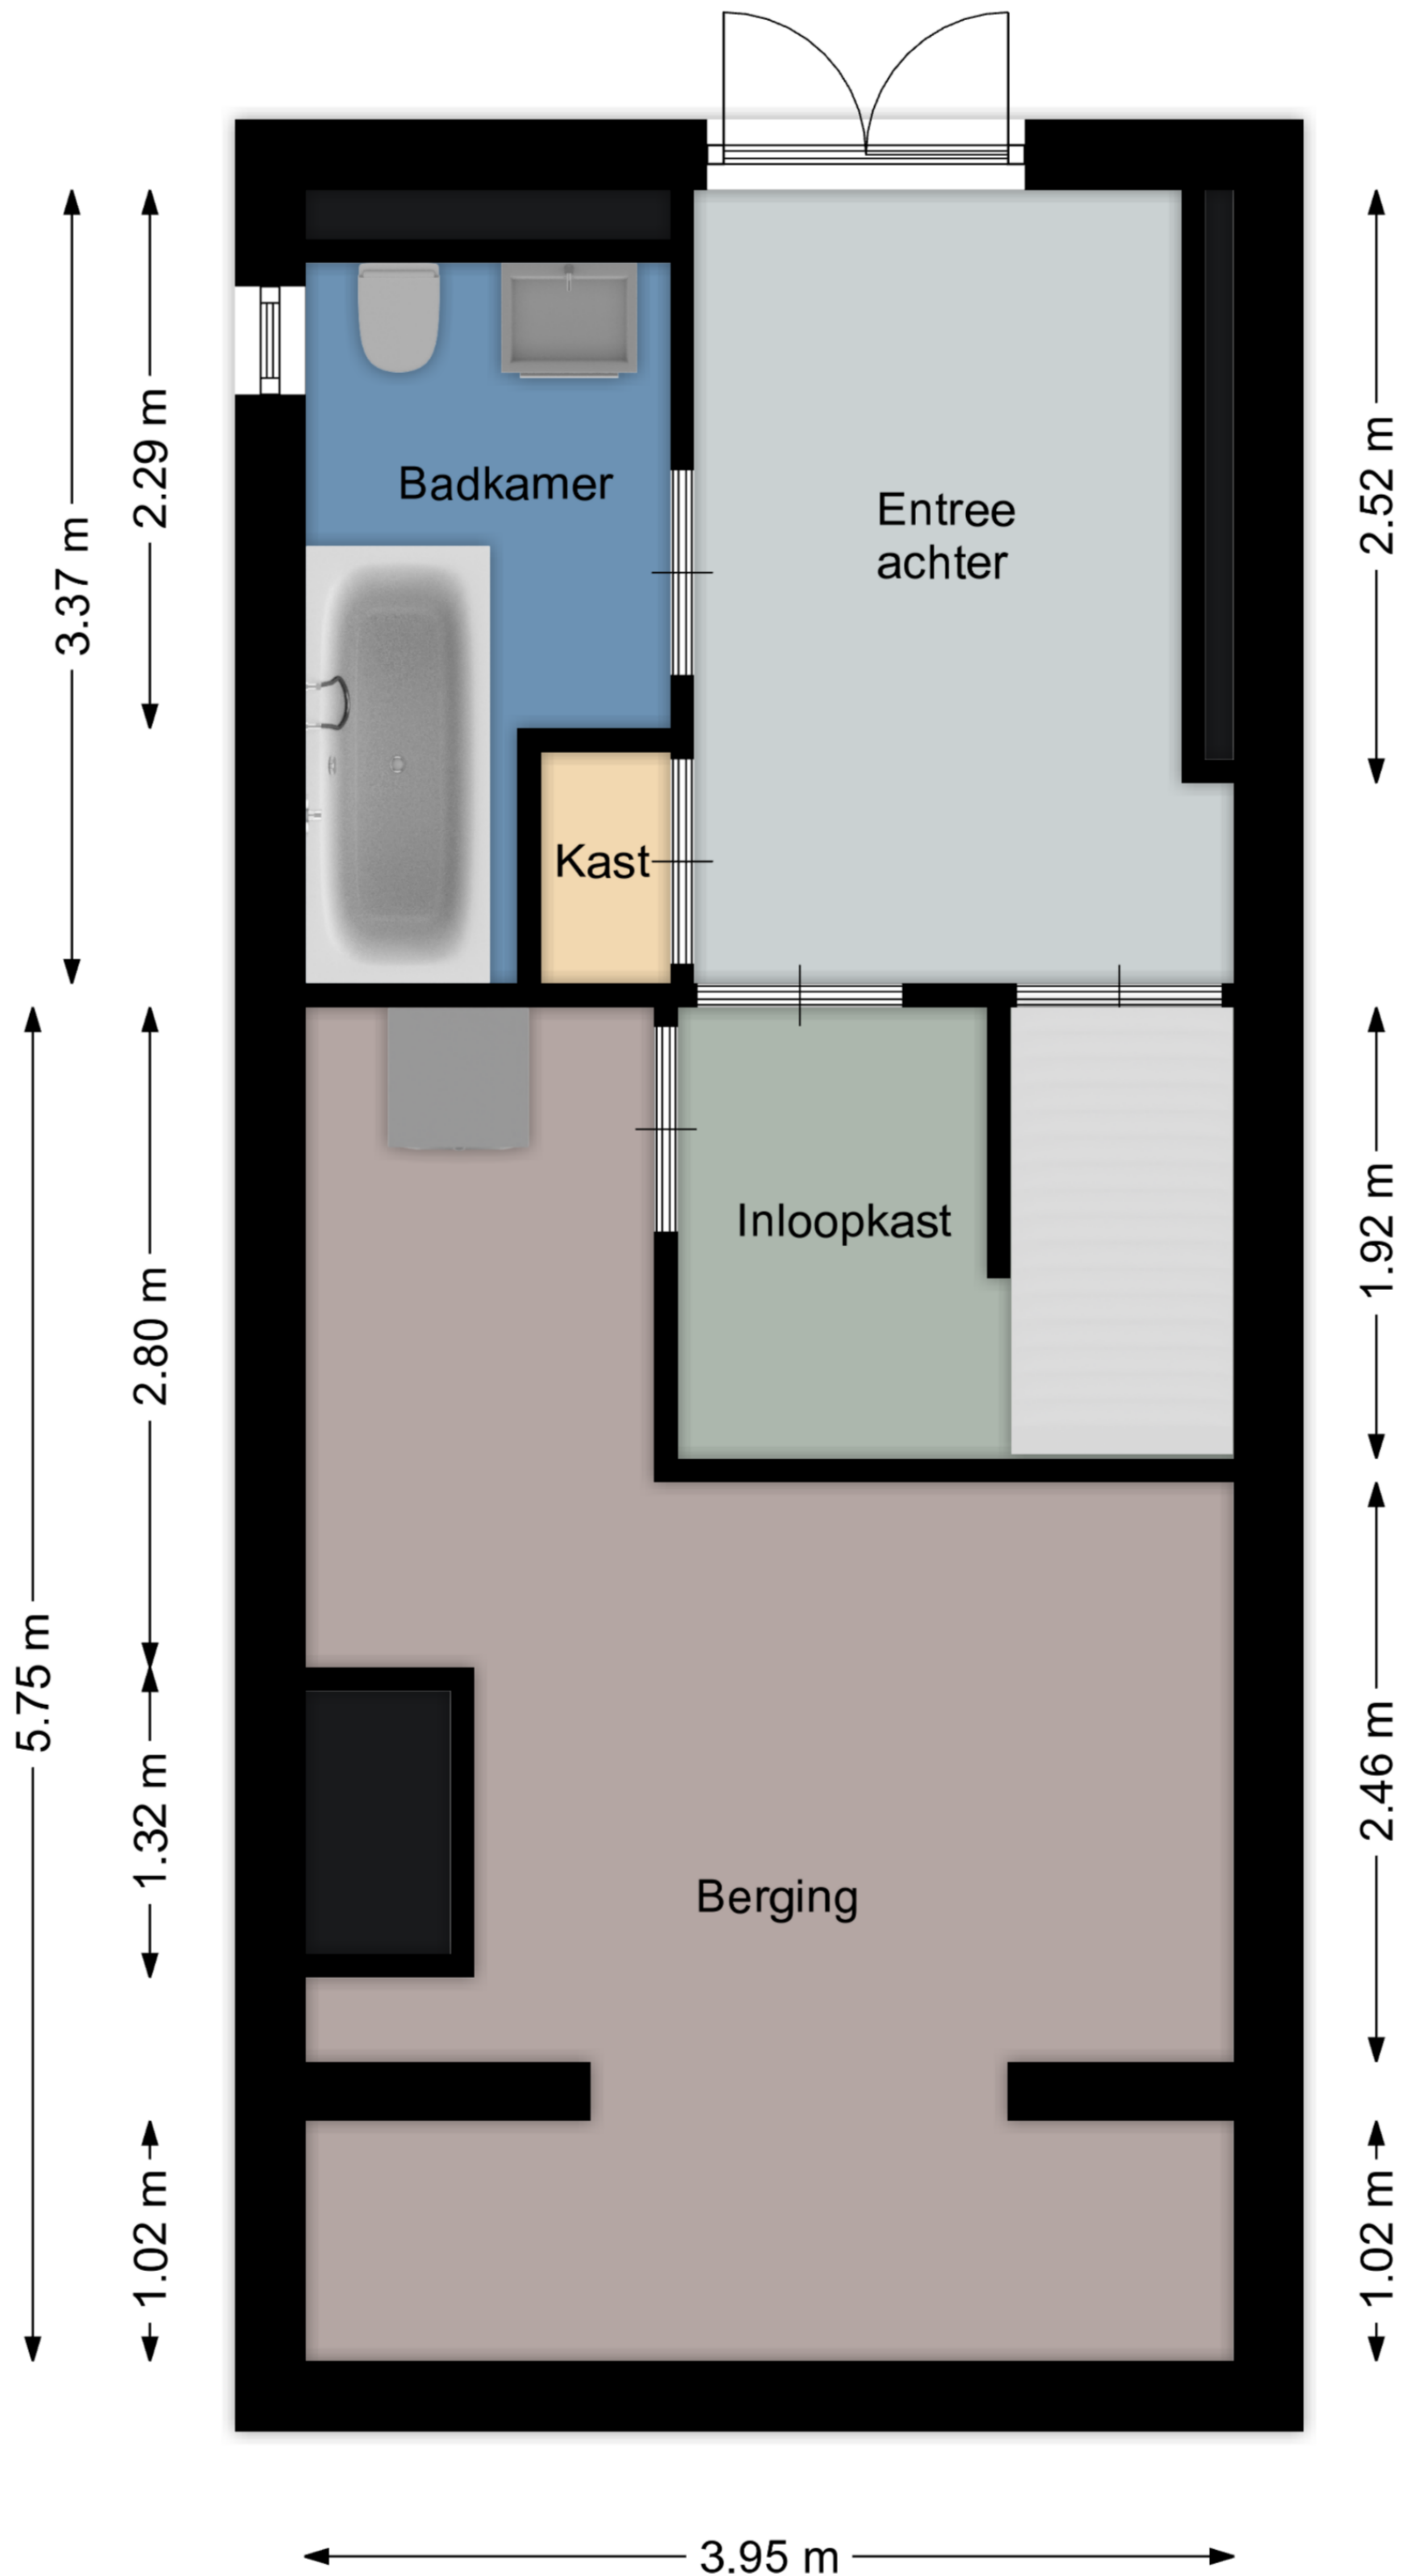 2.29 m
3.37 m
2.52 m
Badkamer
Entree
achter
Kast
Inloopkast
1.92 m
2.80 m
5.75 m
1.32 m
2.46 m
Berging
1.02 m
1.02 m
3.95 m